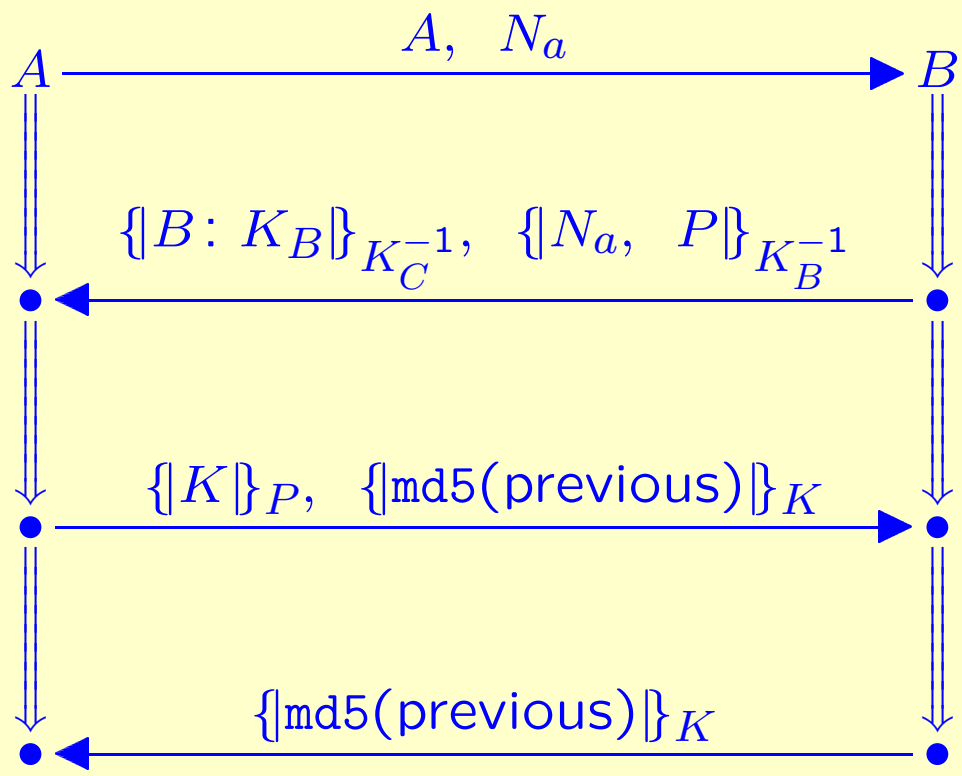 A, N_a
A B
{|B : K_B|}_{K_C^{-1}}, {|N_a, P|}_{K_B^{-1}}
{|K|}_P, {|md5(previous)|}_K
{|md5(previous)|}_K